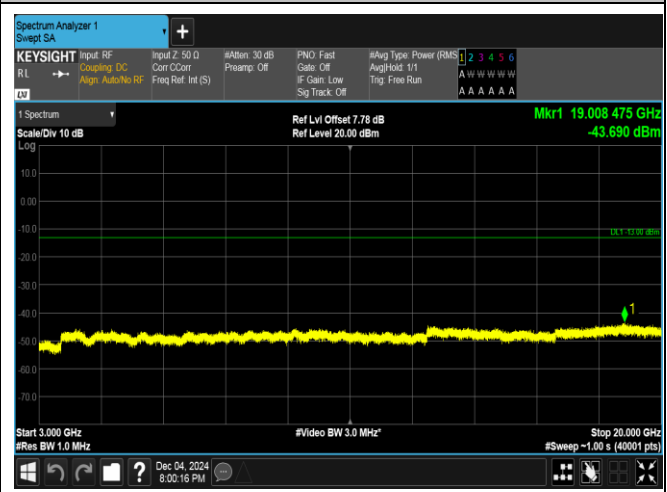 Spectrum Analyzer 1
Swept SA
+
KEYSIGHT Input: RF Input Z: 50 Ω #Atten: 30 dB PNO: Fast #Avg Type: Power (RMS 1 2 3 4 5 6
RL Coupling: DC Corr CCorr Preamp: Off Gate: Off Avg|Hold: 1/1 A W W W W W
Align: Auto/No RF Freq Ref: Int (S) IF Gain: Low Trig: Free Run
LXI Sig Track: Off A A A A A A
1 Spectrum Ref Lvl Offset 7.78 dB Mkr1 19.008 475 GHz
Scale/Div 10 dB Ref Level 20.00 dBm -43.690 dBm
Log
10.0
0.00
-10.0
DL1 -13.00 dBm
-20.0
-30.0
-40.0
1
-50.0
-60.0
-70.0
Start 3.000 GHz #Video BW 3.0 MHz* Stop 20.000 GHz
#Res BW 1.0 MHz #Sweep ~1.00 s (40001 pts)
? Dec 04, 2024
8:00:16 PM